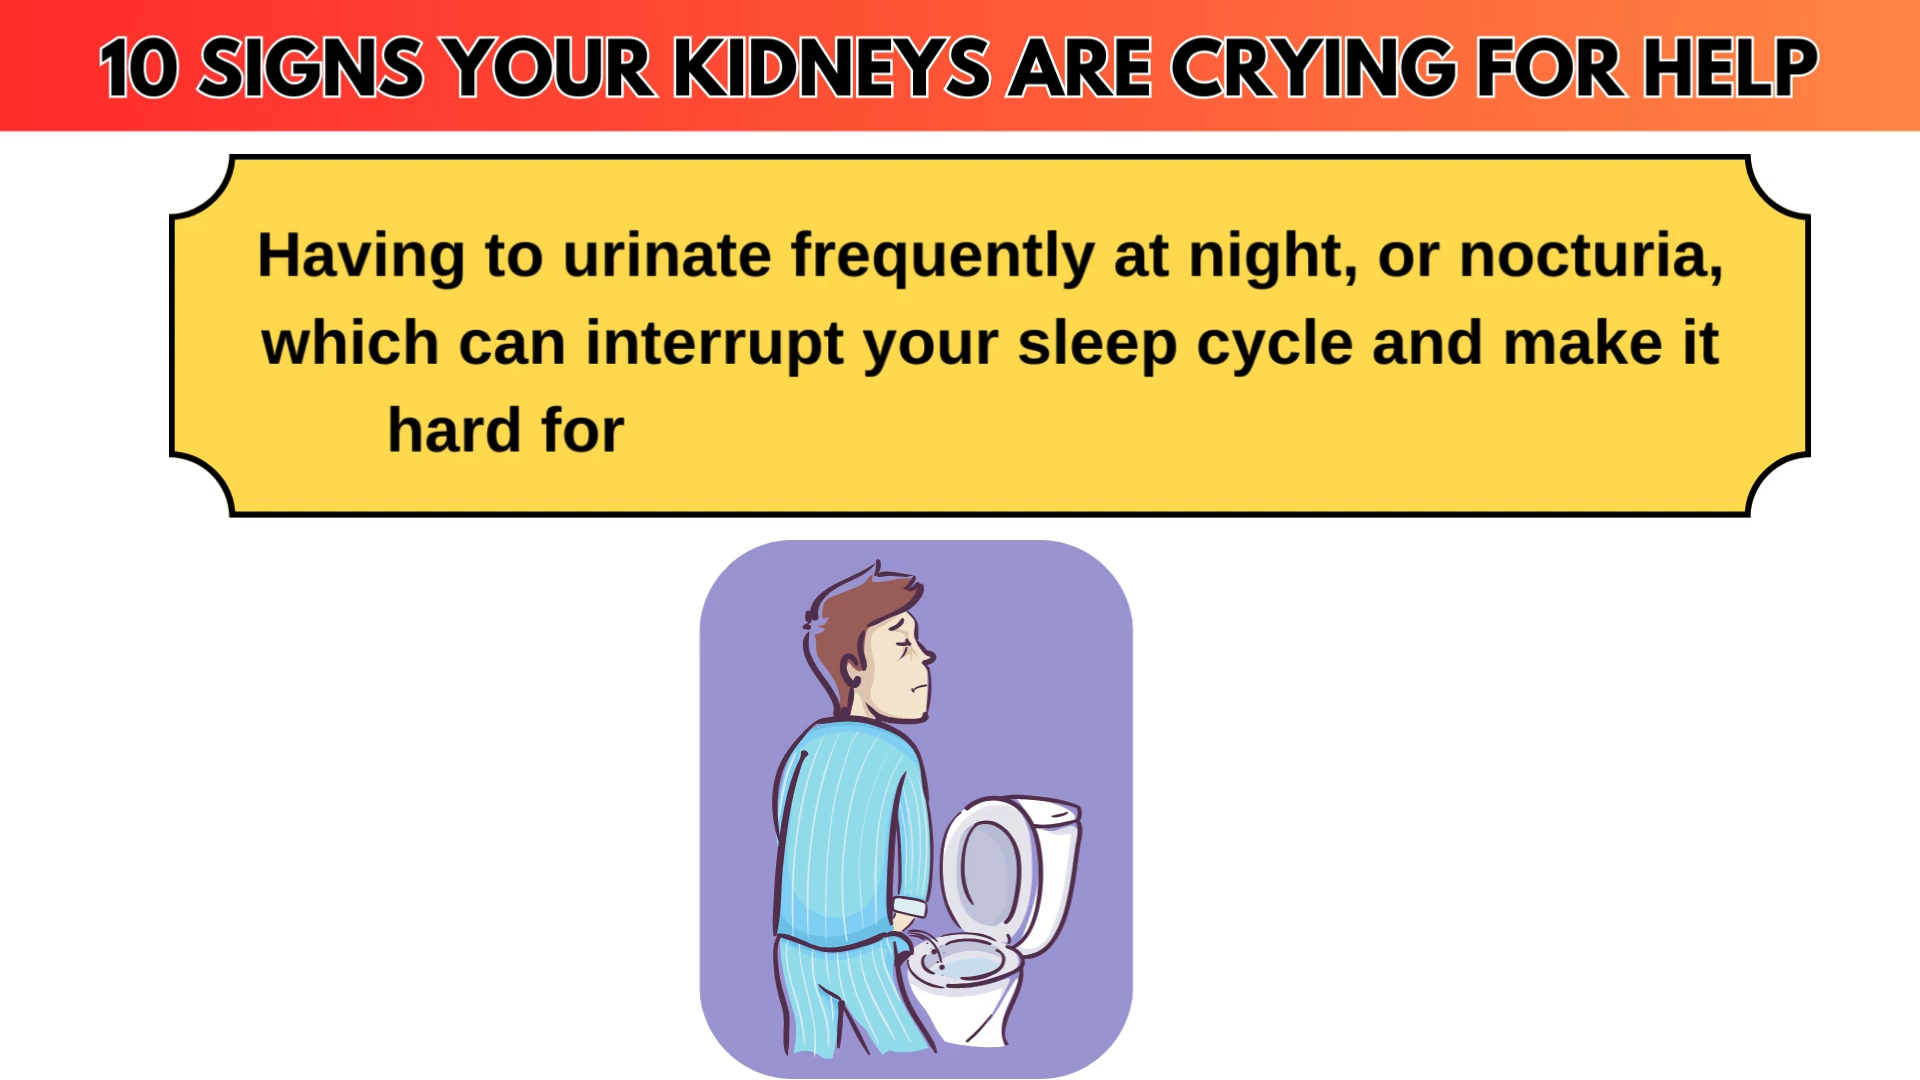 10 SIGNS YOUR KIDNEYS ARE CRYING FOR HELP
Having to urinate frequently at night, or nocturia,
which can interrupt your sleep cycle and make it
hard for